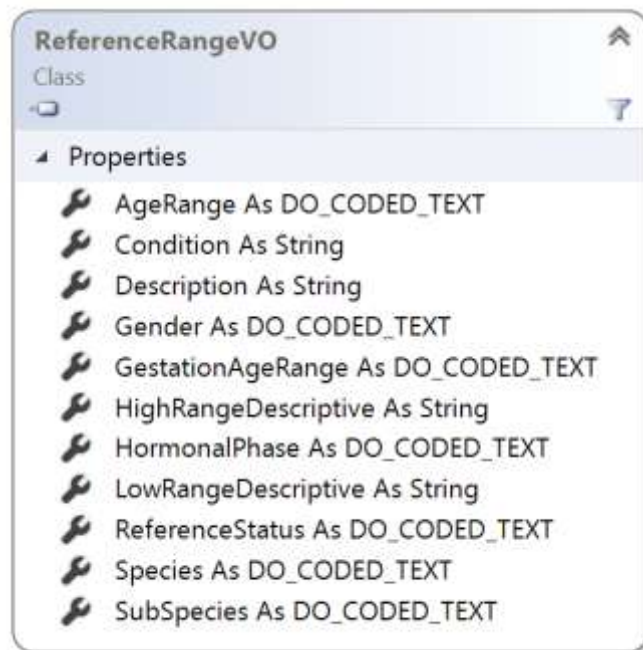 ReferenceRangeVO
Class
Properties
AgeRange As DO_CODED_TEXT
Condition As String
Description As String
Gender As DO_CODED_TEXT
GestationAgeRange As DO_CODED_TEXT
HighRangeDescriptive As String
HormonalPhase As DO_CODED_TEXT
LowRangeDescriptive As String
ReferenceStatus As DO_CODED_TEXT
Species As DO_CODED_TEXT
SubSpecies As DO_CODED_TEXT